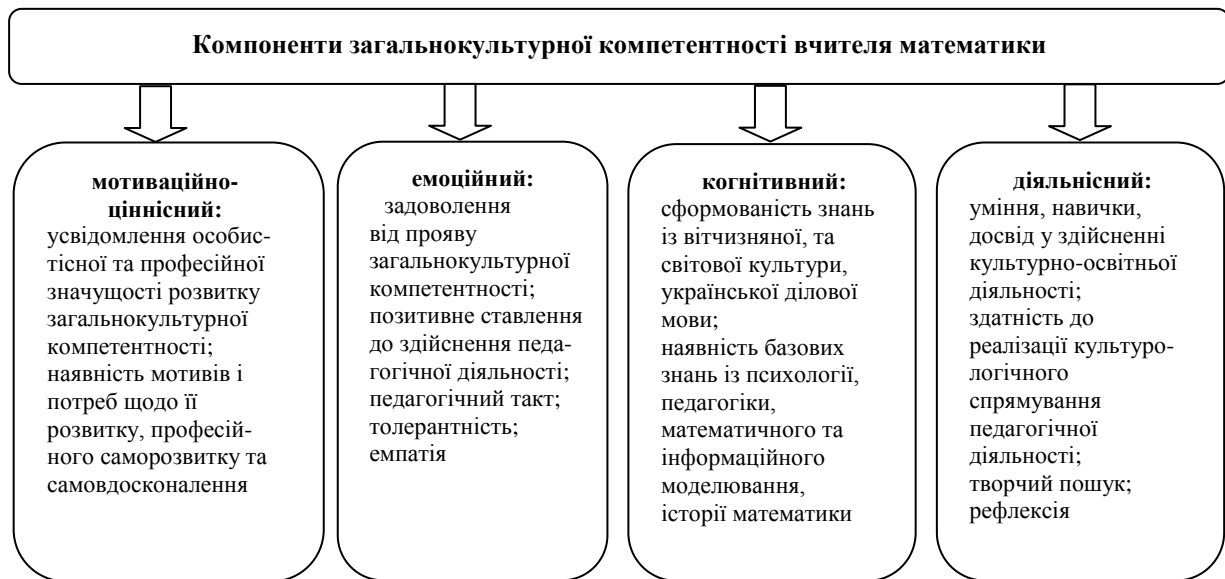 Компоненти загальнокультурної компетентності вчителя математики
мотиваційно-
ціннісний:
усвідомлення особис-
тісної та професійної
значущості розвитку
загальнокультурної
компетентності;
наявність мотивів і
потреб щодо її
розвитку, професій-
ного саморозвитку та
самовдосконалення
емоційний:
задоволення
від прояву
загальнокультурної
компетентності;
позитивне ставлення
до здійснення педа-
гогічної діяльності;
педагогічний такт;
толерантність;
емпатія
когнітивний:
сформованість знань
із вітчизняної, та
світової культури,
української ділової
мови;
наявність базових
знань із психології,
педагогіки,
математичного та
інформаційного
моделювання,
історії математики
діяльнісний:
уміння, навички,
досвід у здійсненні
культурно-освітньої
діяльності;
здатність до
реалізації культуро-
логічного
спрямування
педагогічної
діяльності;
творчий пошук;
рефлексія